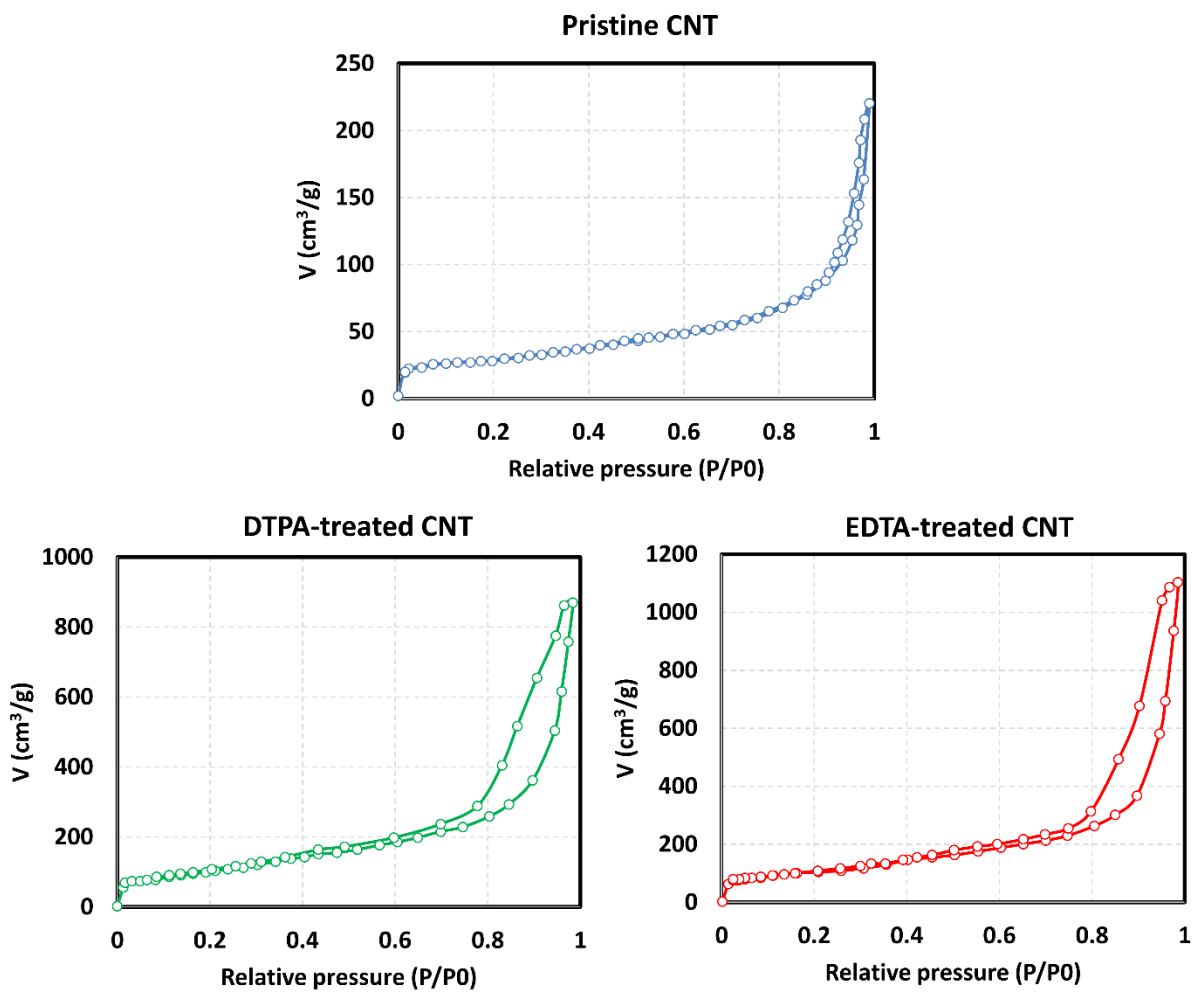 Pristine CNT
250
200
150
100
50
0
V (cm³/g)
0 0.2 0.4 0.6 0.8 1
Relative pressure (P/P0)
DTPA-treated CNT
1000
800
600
400
200
0
V (cm³/g)
0 0.2 0.4 0.6 0.8 1
Relative pressure (P/P0)
EDTA-treated CNT
1200
1000
800
600
400
200
0
V (cm³/g)
0 0.2 0.4 0.6 0.8 1
Relative pressure (P/P0)